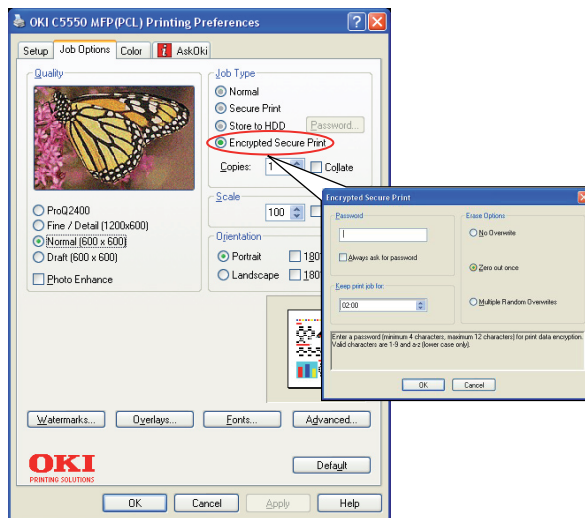 OKI C5550 MFP(PCL) Printing Preferences
Setup
Job Options
Color
AskOki
Quality
ProQ2400
Fine / Detail (1200x600)
Normal (600 x 600)
Draft (600 x 600)
Photo Enhance
Job Type
Normal
Secure Print
Store to HDD
Password...
Encrypted Secure Print
Copies:
1
Collate
Scale
100
Orientation
Portrait
180
Landscape
180
Watermarks...
Overlays...
Fonts...
Advanced...
OKI
PRINTING SOLUTIONS
Default
OK
Cancel
Apply
Help
Encrypted Secure Print
Password
Always ask for password
Keep print job for:
02:00
Erase Options
No Overwrite
Zero out once
Multiple Random Overwrites
Enter a password (minimum 4 characters, maximum 12 characters) for print data encryption.
Valid characters are 1-9 and a-z (lower case only).
OK
Cancel